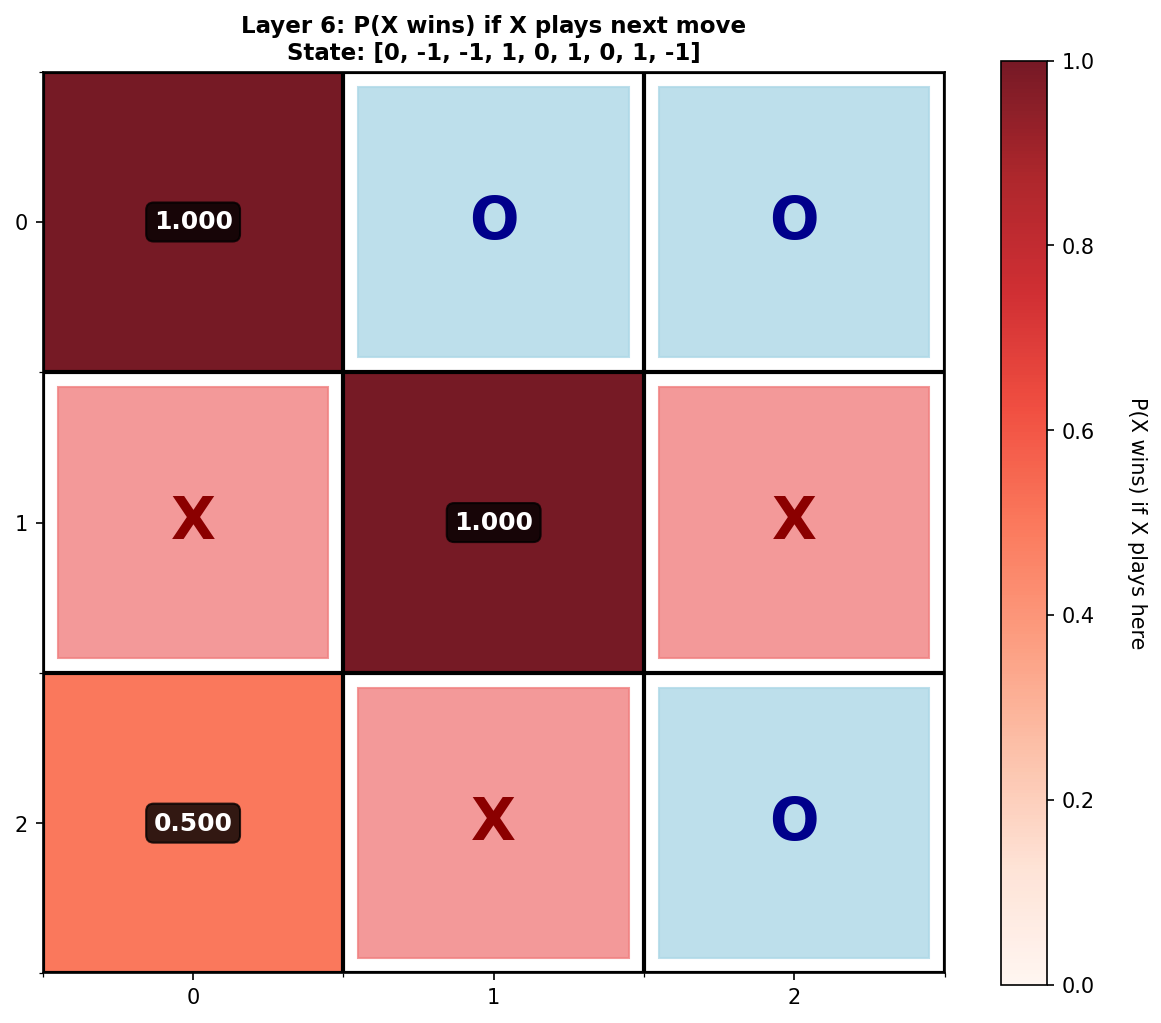 Layer 6: P(X wins) if X plays next move
State: [0, -1, -1, 1, 0, 1, 0, 1, -1]
0
1.000
O
O
1
X
1.000
X
2
0.500
X
O
0
1
2
1.0
0.8
0.6
0.4
0.2
0.0
P(X wins) if X plays here